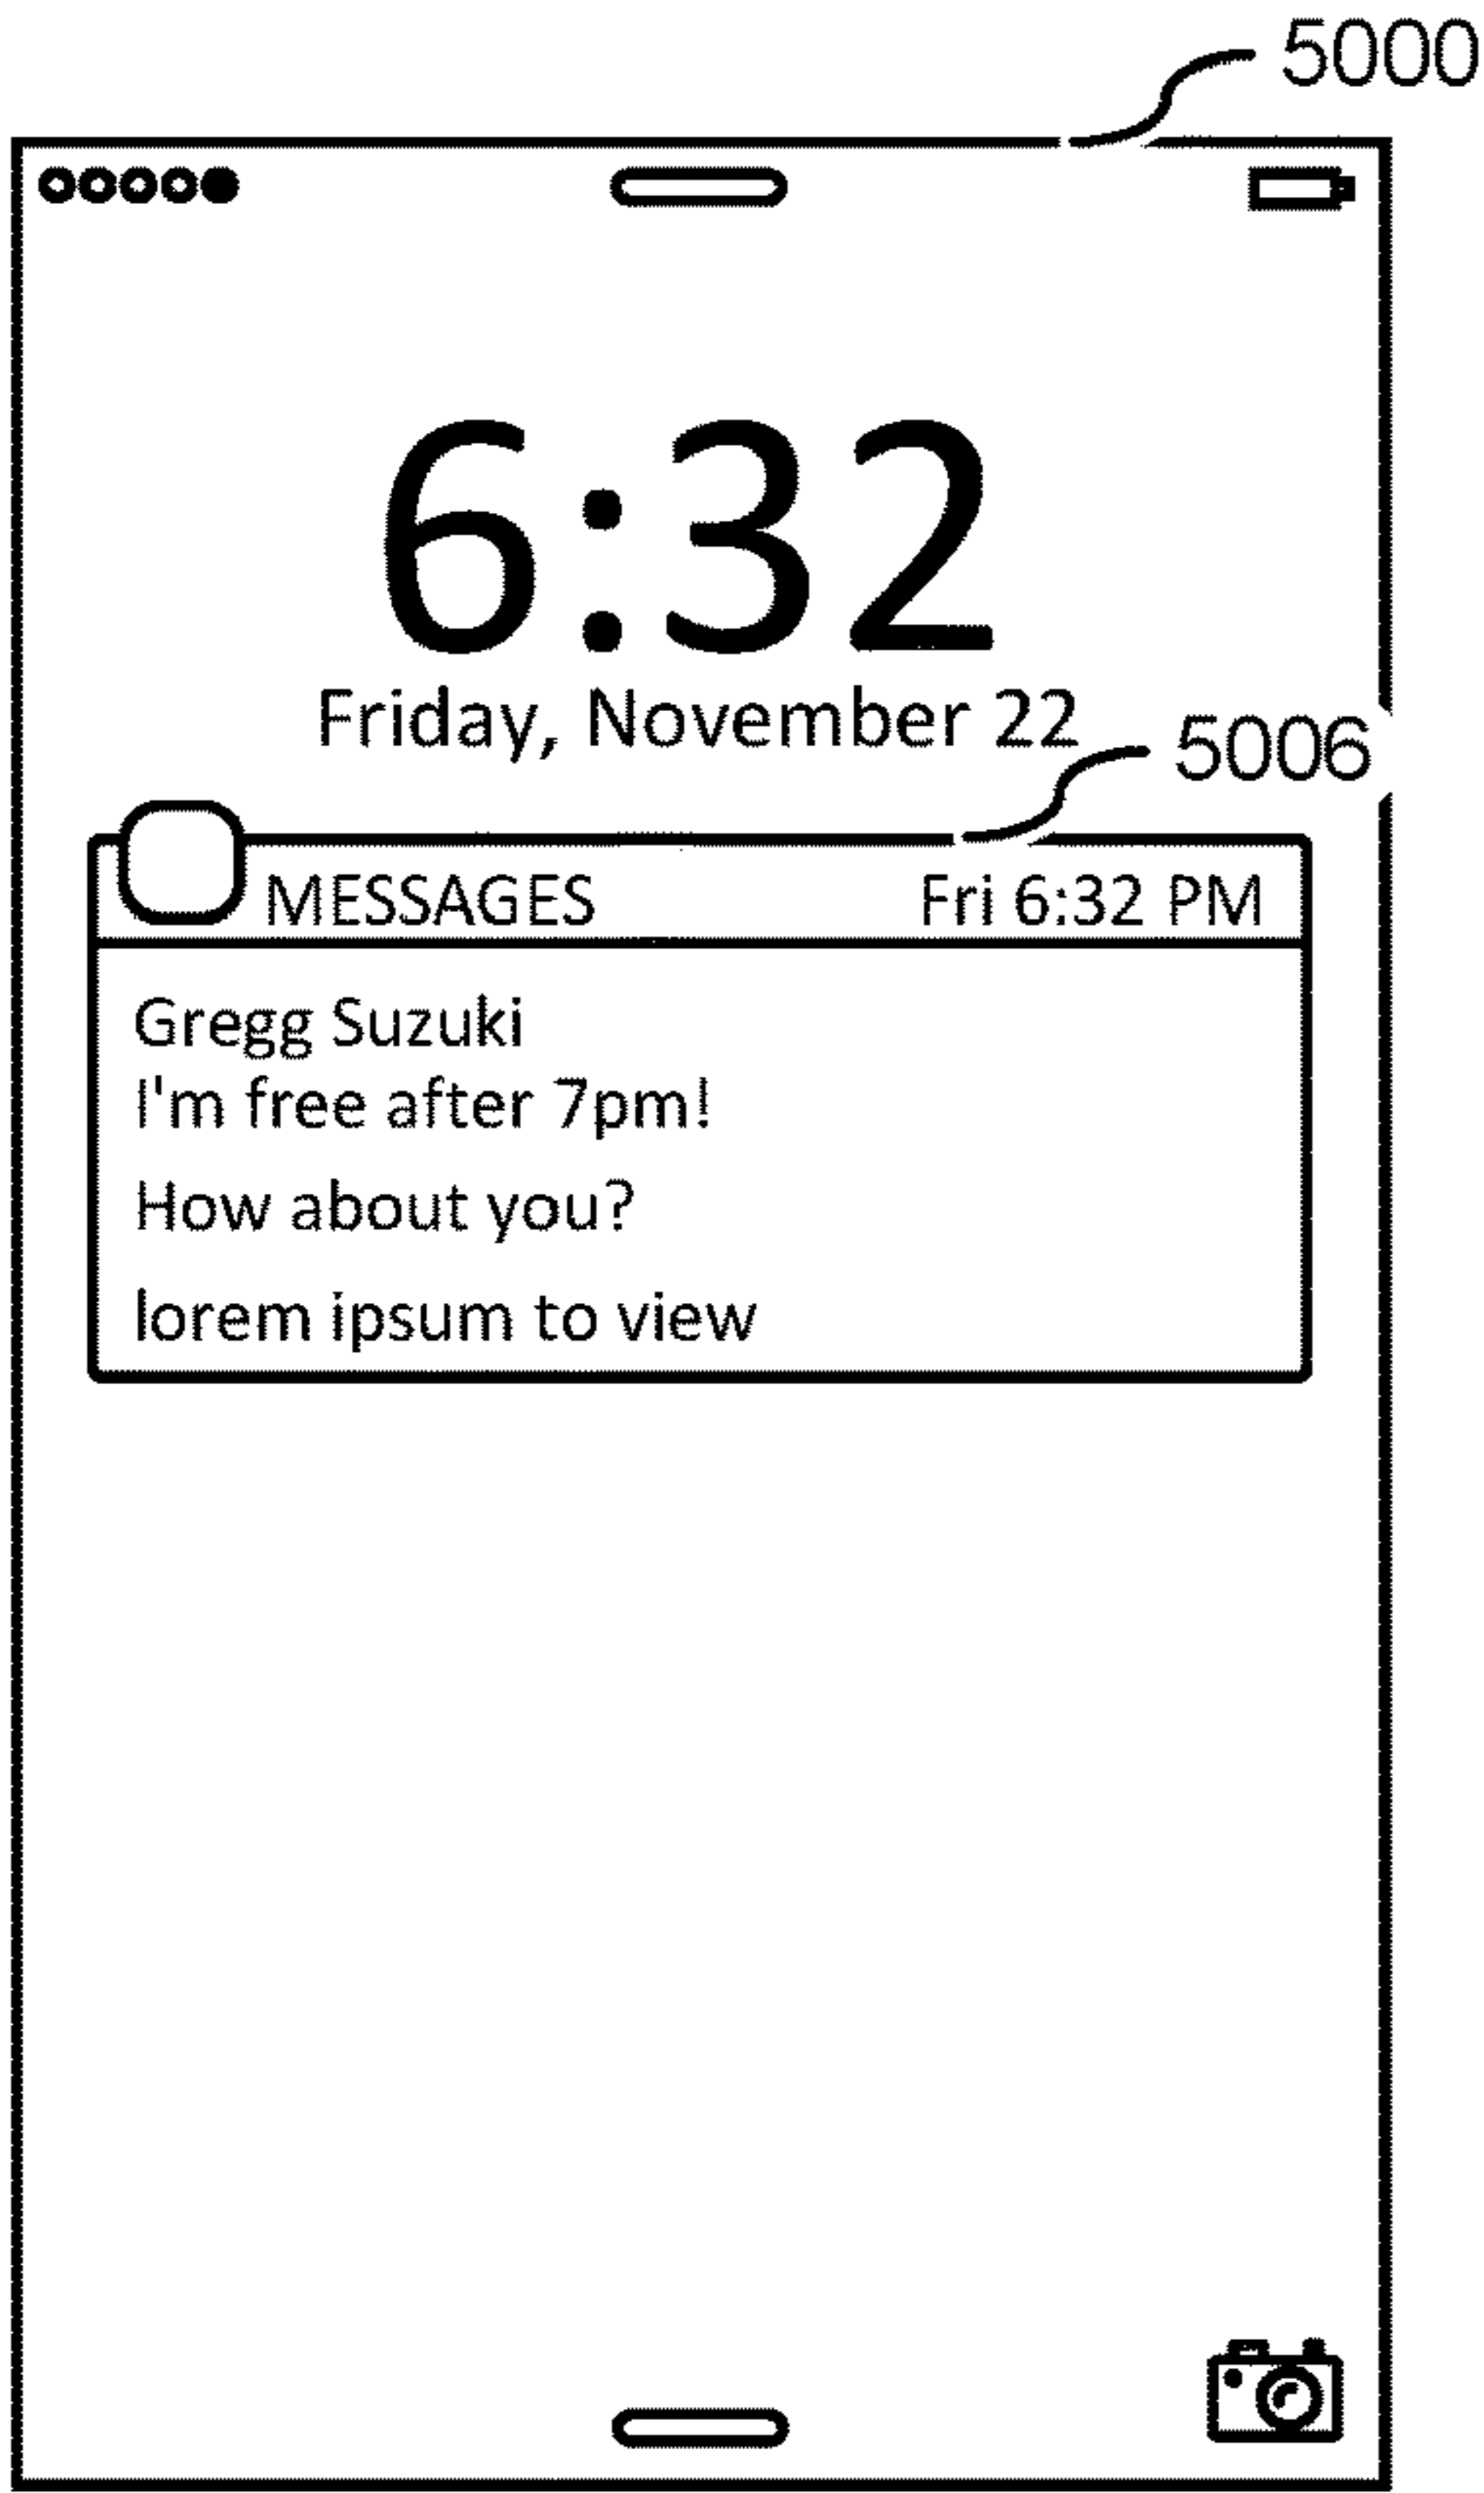 5000
6:32
Friday, November 22
5006
MESSAGES Fri 6:32 PM
Gregg Suzuki
I'm free after 7pm!
How about you?
lorem ipsum to view